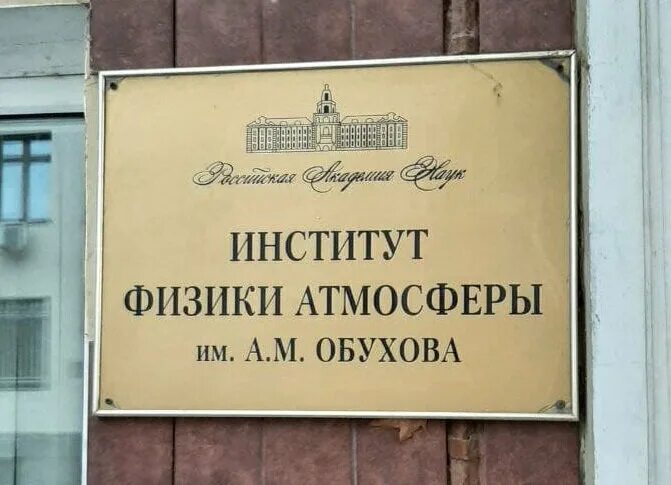 Российская Академия Наук
ИНСТИТУТ
ФИЗИКИ АТМОСФЕРЫ
им. А.М. ОБУХОВА